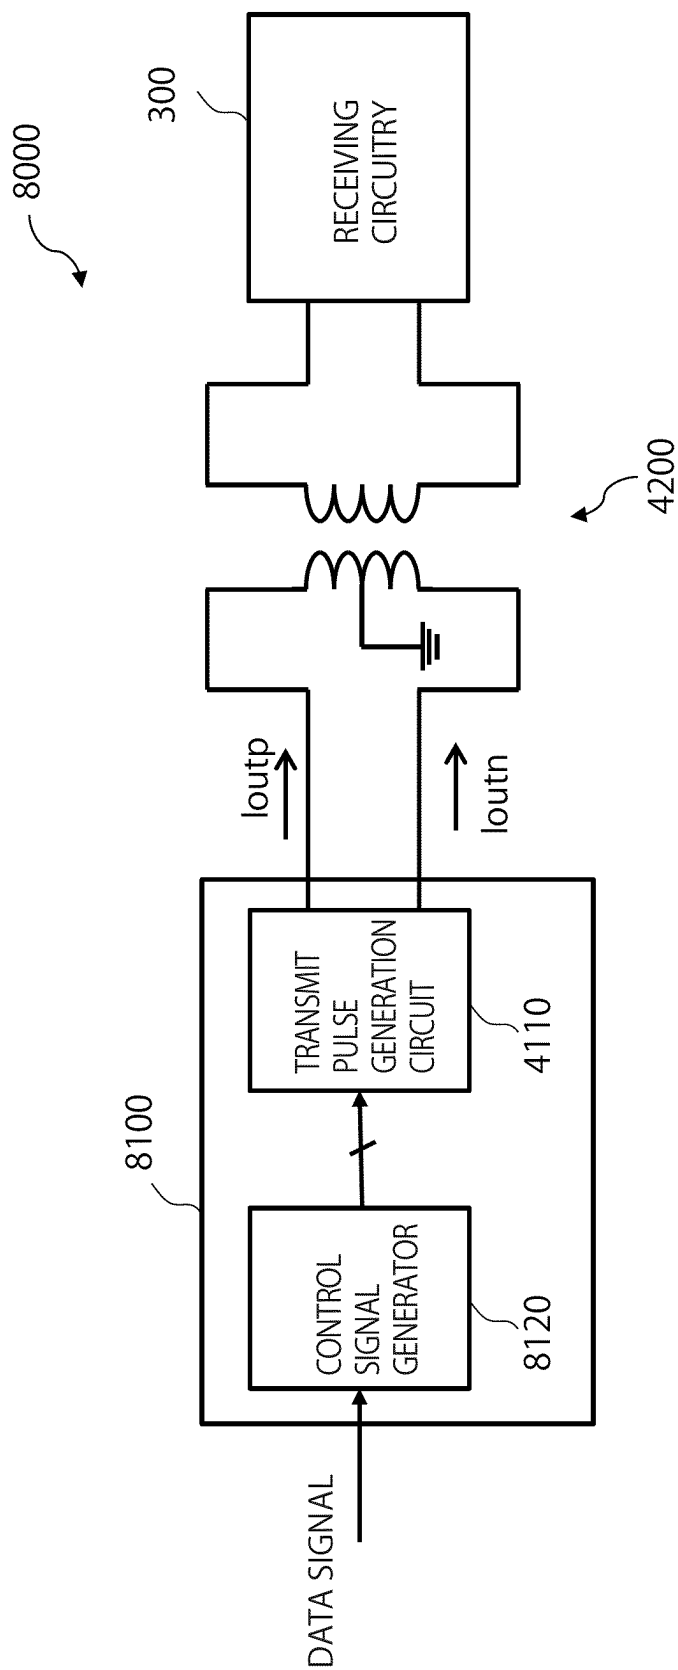 8000
8100
300
DATA SIGNAL
CONTROL
SIGNAL
GENERATOR
8120
TRANSMIT
PULSE
GENERATION
CIRCUIT
4110
Ioutp
Ioutn
4200
RECEIVING
CIRCUITRY